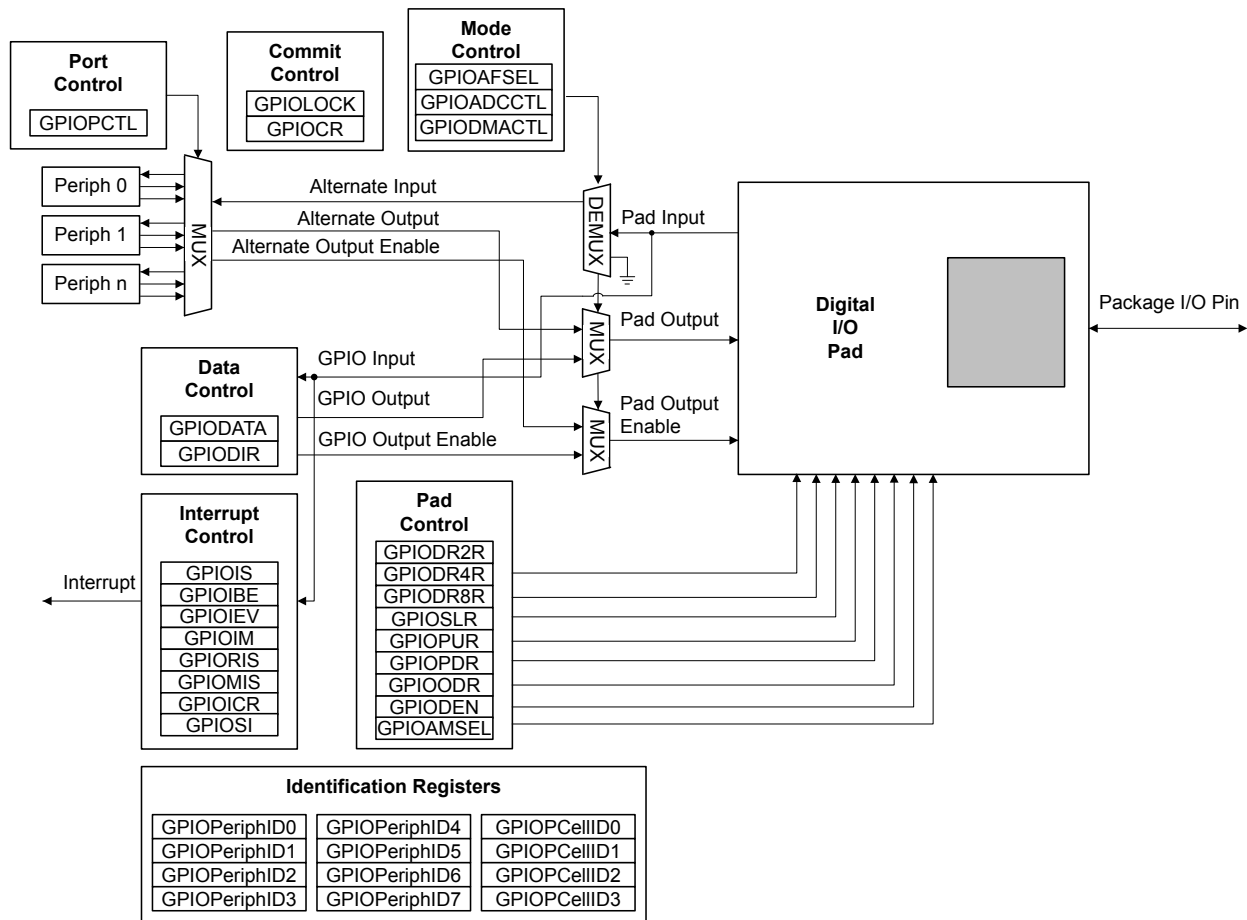 Port
Control
GPIOPCTL
Commit
Control
GPIOLOCK
GPIOCR
Mode
Control
GPIOAFSEL
GPIOADCCTL
GPIODMACTL
Periph 0
Periph 1
Periph n
MUX
Alternate Input
Alternate Output
Alternate Output Enable
DEMUX
Pad Input
MUX
Pad Output
MUX
Pad Output
Enable
Digital
I/O
Pad
Package I/O Pin
Data
Control
GPIODATA
GPIODIR
GPIO Input
GPIO Output
GPIO Output Enable
Interrupt
Control
GPIOIS
GPIOIBE
GPIOIEV
GPIOIM
GPIORIS
GPIOMIS
GPIOICR
GPIOSI
Interrupt
Pad
Control
GPIODR2R
GPIODR4R
GPIODR8R
GPIOSLR
GPIOPUR
GPIOPDR
GPIOODR
GPIODEN
GPIOAMSEL
Identification Registers
GPIOPeriphID0
GPIOPeriphID1
GPIOPeriphID2
GPIOPeriphID3
GPIOPeriphID4
GPIOPeriphID5
GPIOPeriphID6
GPIOPeriphID7
GPIOPCellID0
GPIOPCellID1
GPIOPCellID2
GPIOPCellID3